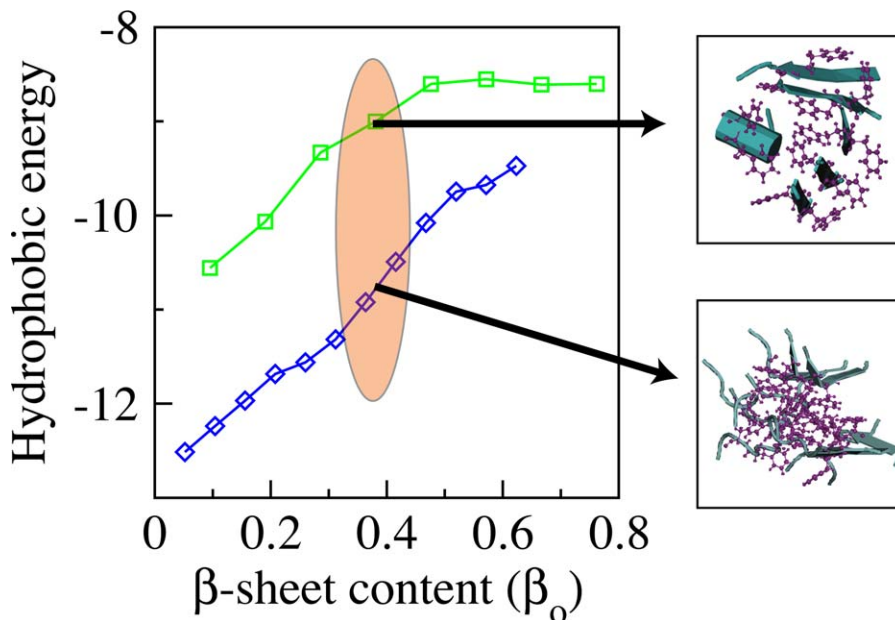 -8
-10
-12
Hydrophobic energy
0 0.2 0.4 0.6 0.8
β-sheet content (βₒ)